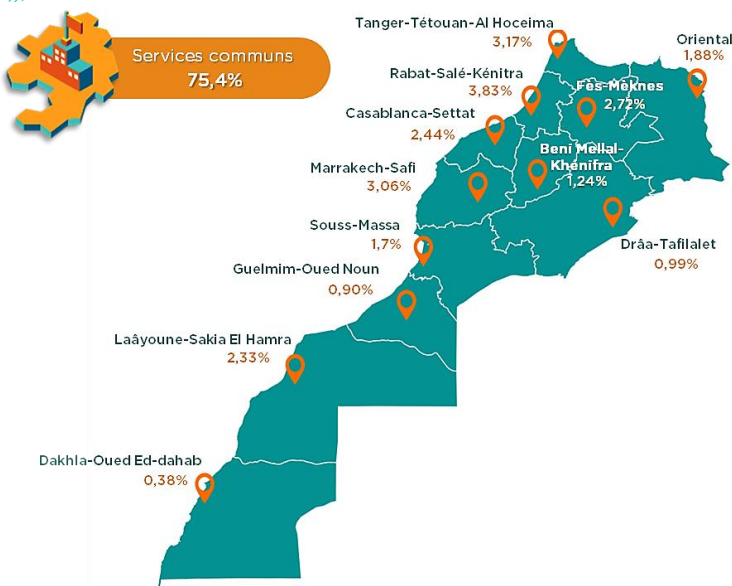 Services communs
75,4%
Tanger-Tétouan-Al Hoceima
3,17%
Oriental
1,88%
Rabat-Salé-Kénitra
3,83%
Fès-Meknes
2,72%
Casablanca-Settat
2,44%
Beni Mellal-
Khénifra
1,24%
Marrakech-Safi
3,06%
Souss-Massa
1,7%
Drâa-Tafilalet
0,99%
Guelmim-Oued Noun
0,90%
Laâyoune-Sakia El Hamra
2,33%
Dakhla-Oued Ed-dahab
0,38%